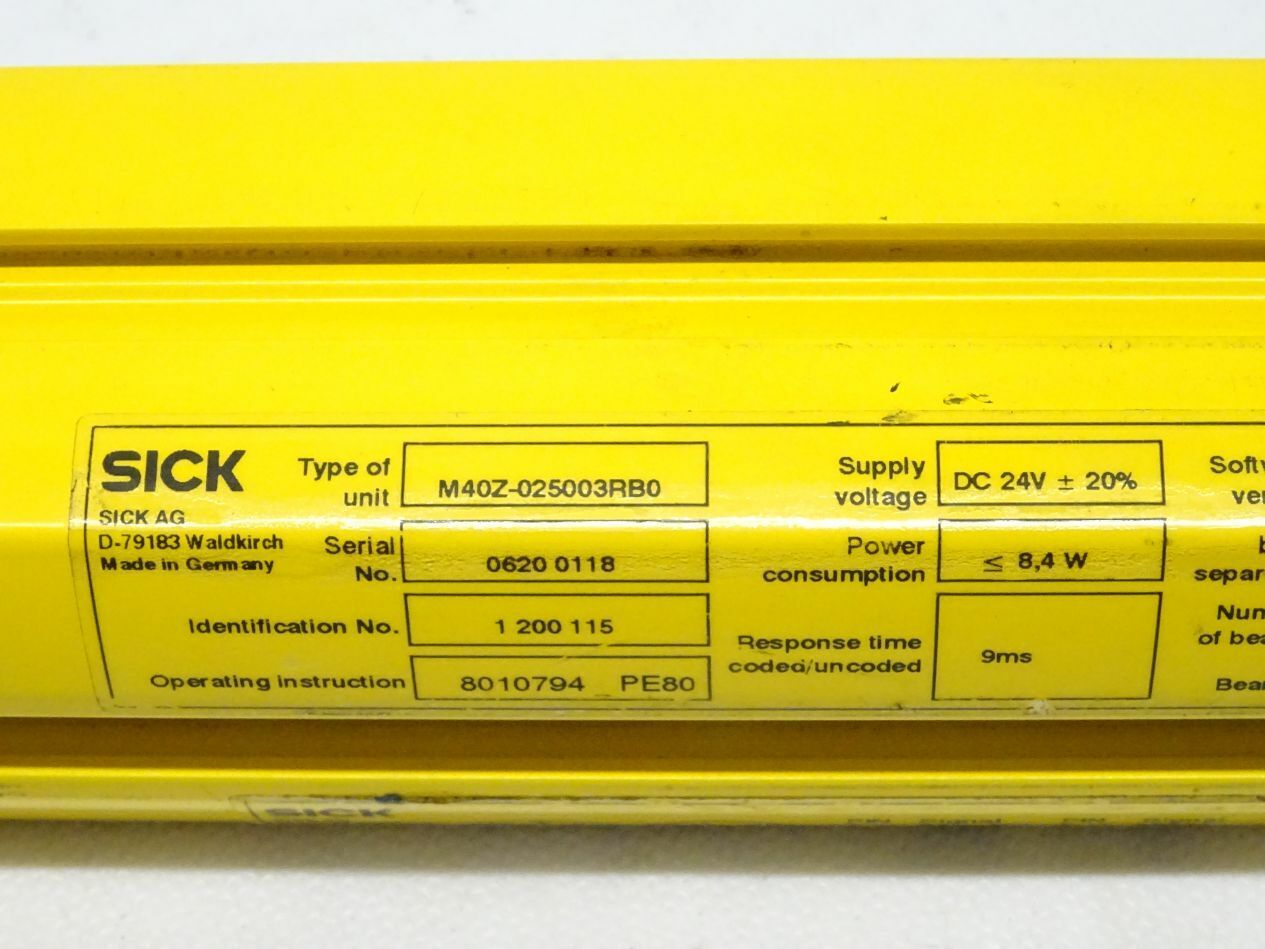 SICK
SICK AG
D-79183 Waldkirch
Made in Germany
Type of unit
M40Z-025003RB0
Serial No.
0620 0118
Identification No.
1 200 115
Operating instruction
8010794 PE80
Supply voltage
DC 24V ± 20%
Power consumption
≤ 8,4 W
Response time
coded/uncoded
9ms
of
SICK